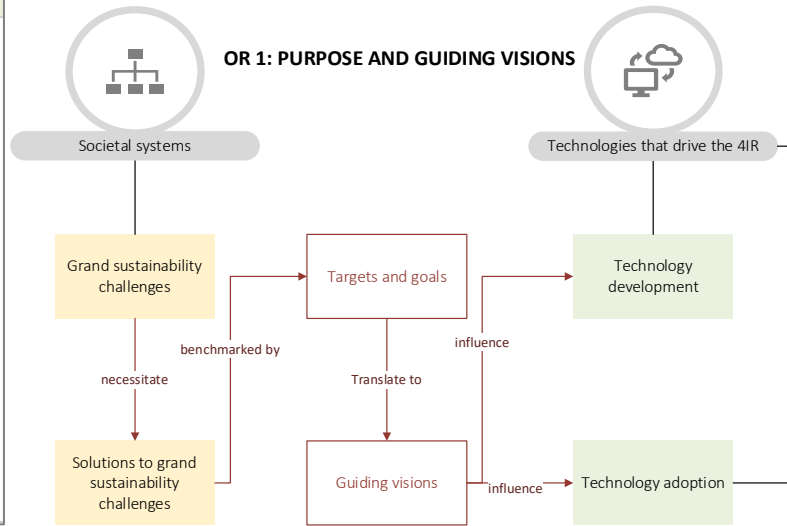 OR 1: PURPOSE AND GUIDING VISIONS
Societal systems
Technologies that drive the 4IR
Grand sustainability
challenges
Targets and goals
Technology
development
benchmarked by
influence
necessitate
Translate to
Solutions to grand
sustainability
challenges
Guiding visions
influence
Technology adoption